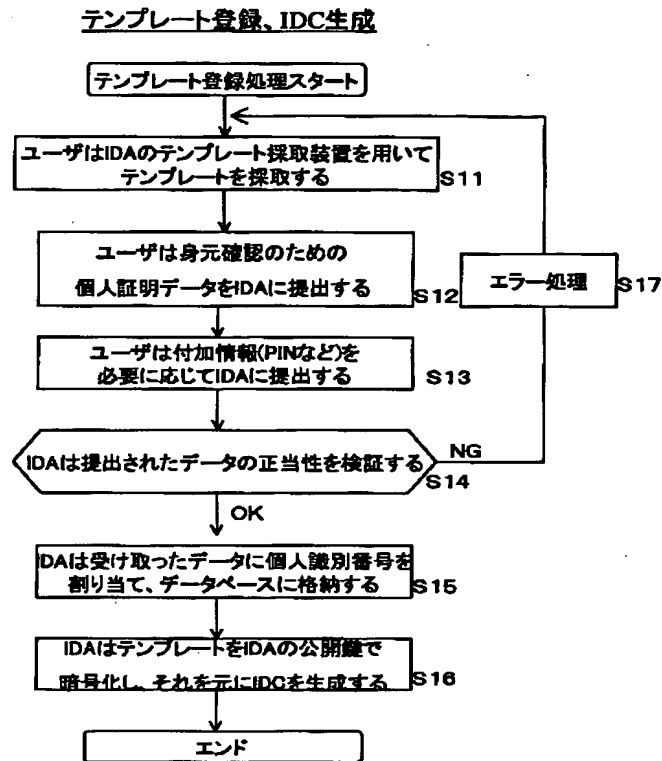 テンプレート登録、IDC生成
テンプレート登録処理スタート
ユーザはIDAのテンプレート採取装置を用いて
テンプレートを採取する
S11
ユーザは身元確認のための
個人証明データをIDAに提出する
S12
エラー処理
S17
ユーザは付加情報(PINなど)を
必要に応じてIDAに提出する
S13
IDAは提出されたデータの正当性を検証する
NG
S14
OK
IDAは受け取ったデータに個人識別番号を
割り当て、データベースに格納する
S15
IDAはテンプレートをIDAの公開鍵で
暗号化し、それを元にIDCを生成する
S16
エンド